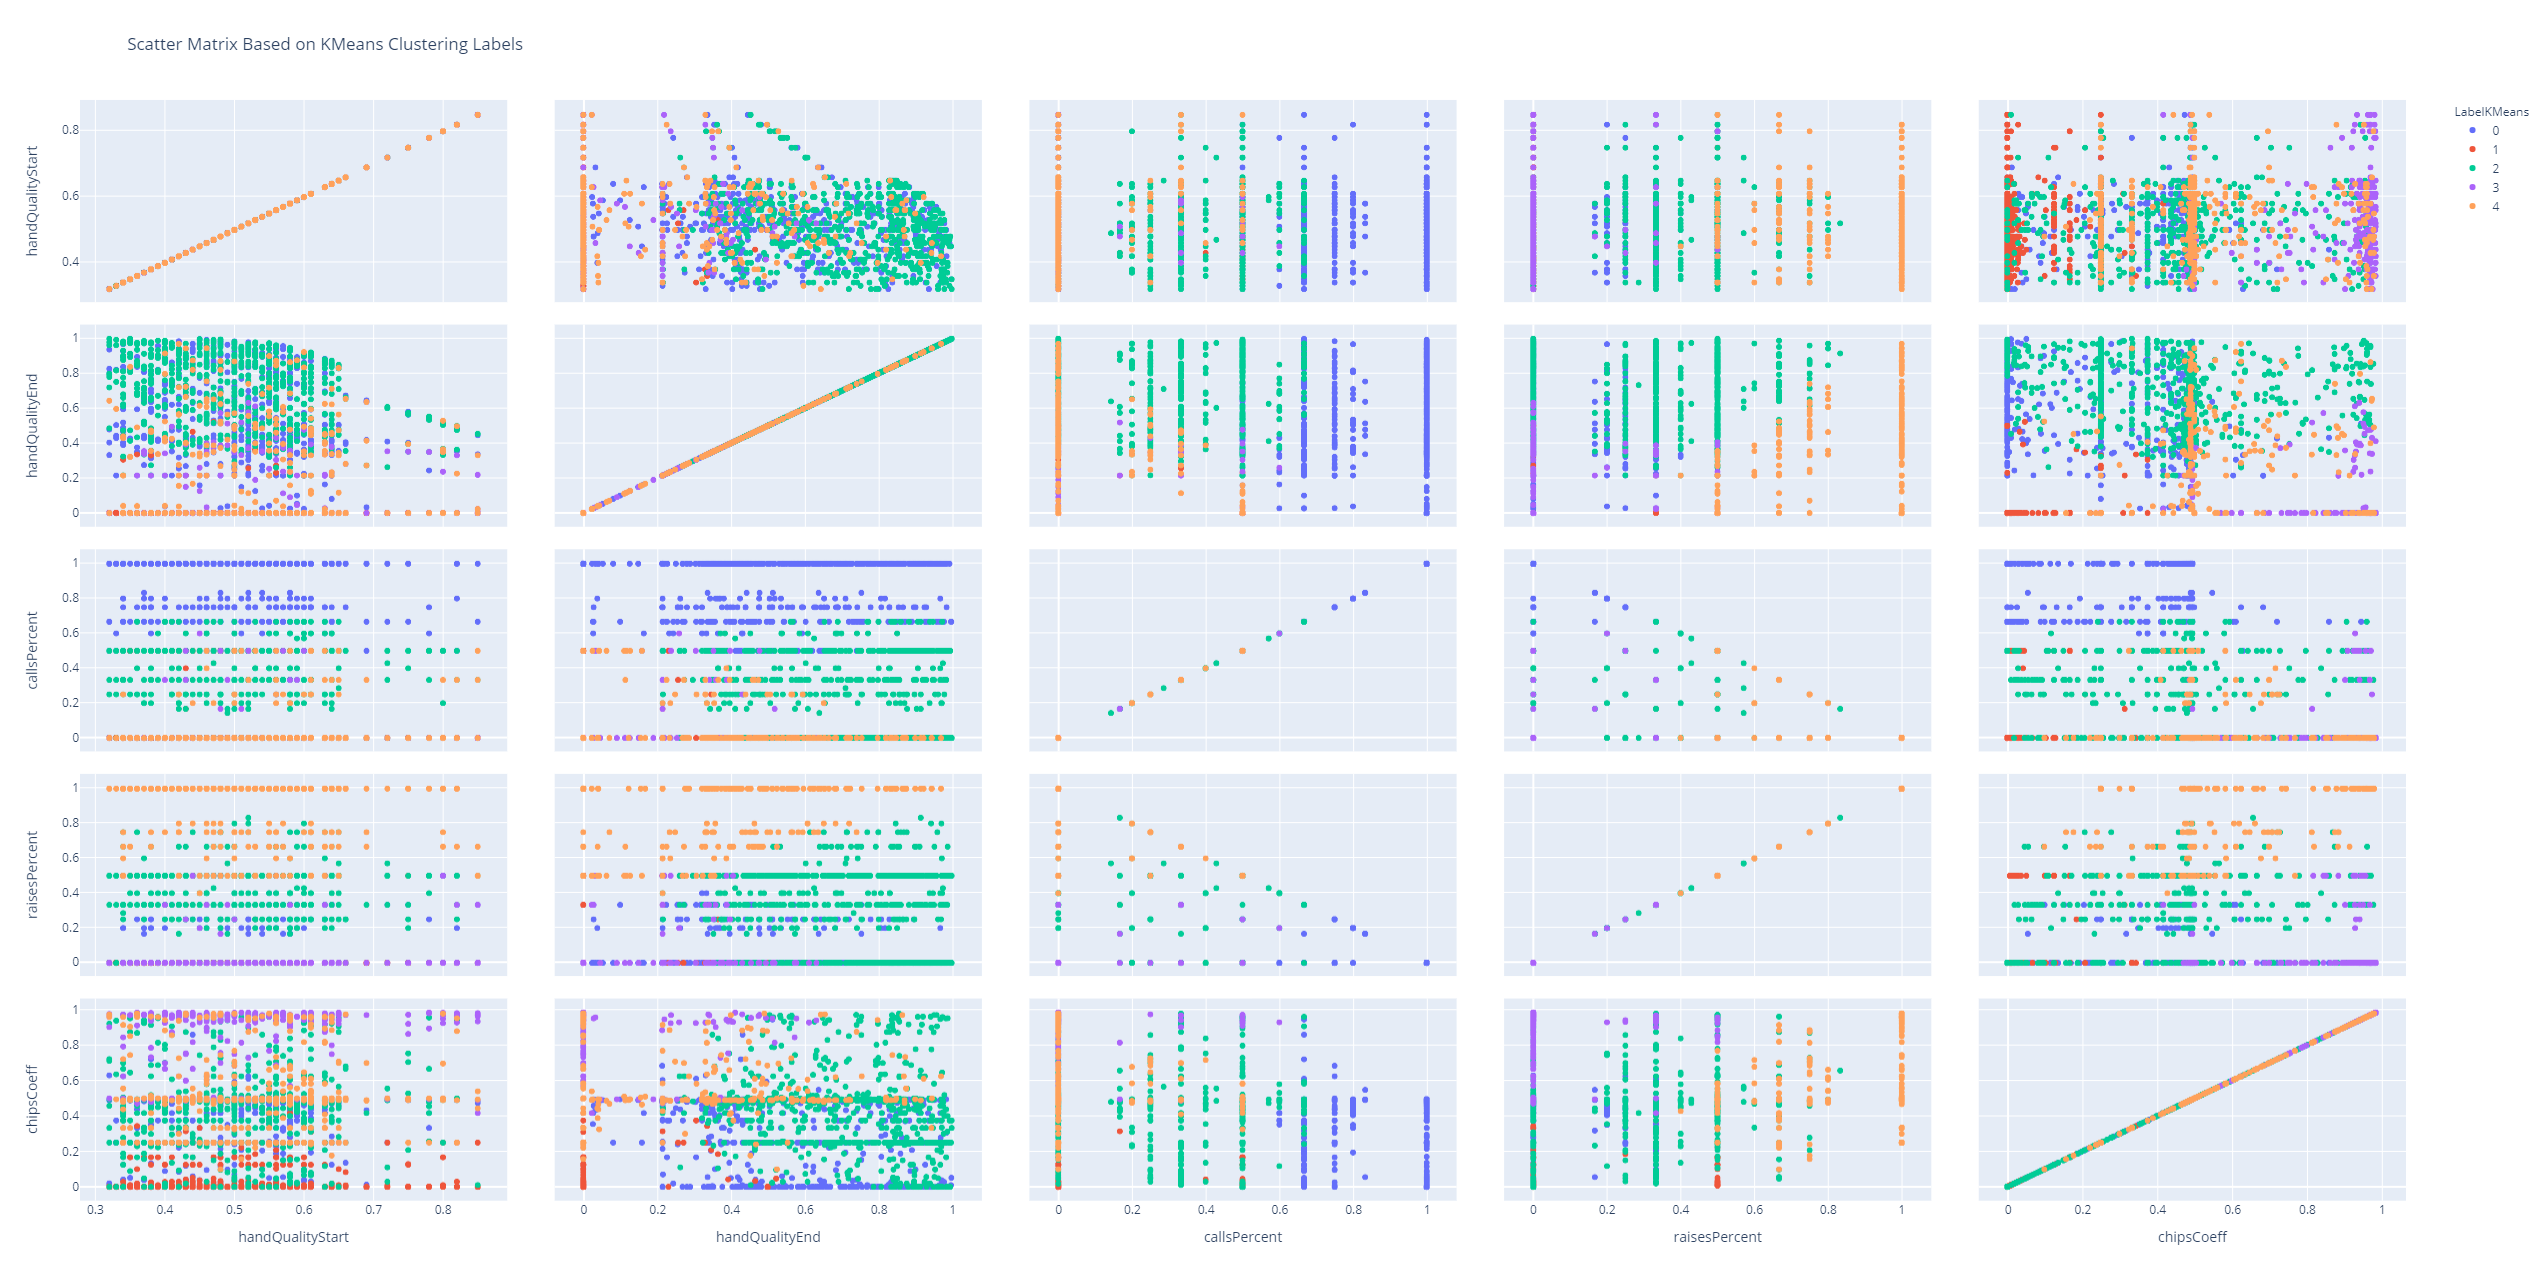 Scatter Matrix Based on KMeans Clustering Labels
LabelKMeans
0
1
2
3
4
handQualityStart
0.8
0.6
0.4
handQualityEnd
1
0.8
0.6
0.4
0.2
0
callsPercent
1
0.8
0.6
0.4
0.2
0
raisesPercent
1
0.8
0.6
0.4
0.2
0
chipsCoeff
1
0.8
0.6
0.4
0.2
0
0.3 0.4 0.5 0.6 0.7 0.8
0 0.2 0.4 0.6 0.8 1
0 0.2 0.4 0.6 0.8 1
0 0.2 0.4 0.6 0.8 1
0 0.2 0.4 0.6 0.8 1
handQualityStart
handQualityEnd
callsPercent
raisesPercent
chipsCoeff